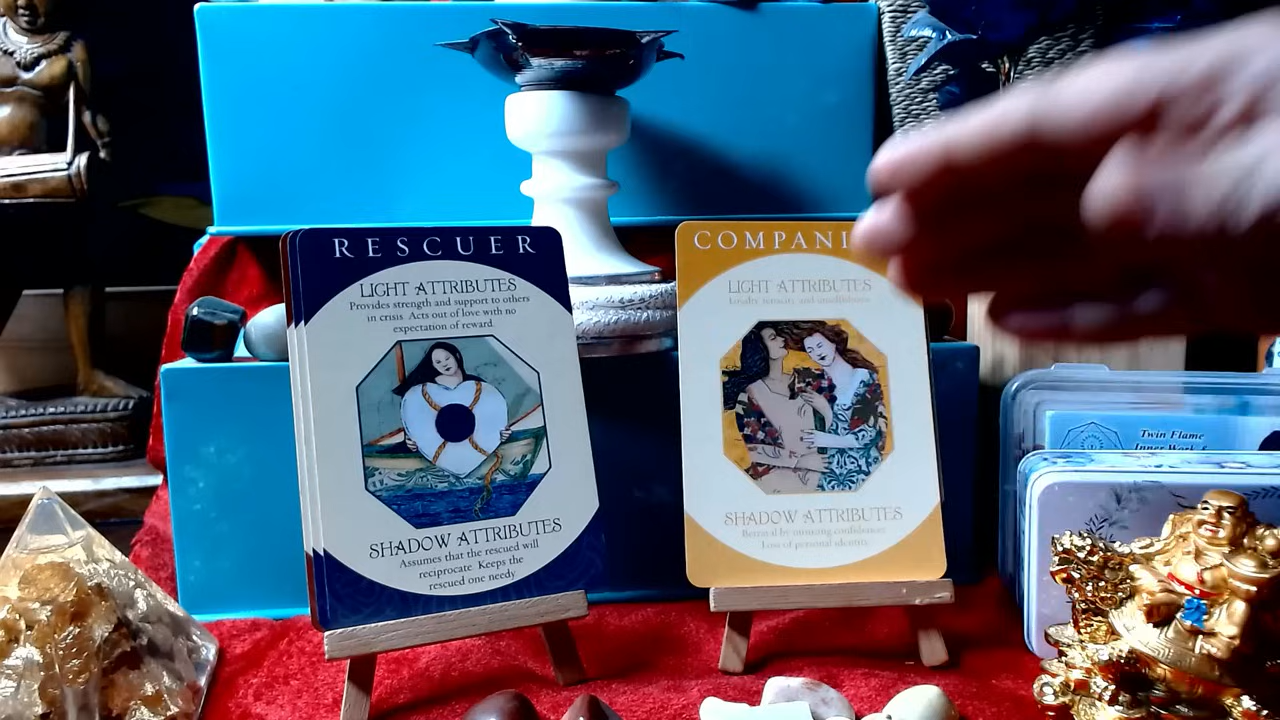 RESCUER
LIGHT ATTRIBUTES
Provides strength and support to others
in crisis. Acts out of love with no
expectation of reward.
SHADOW ATTRIBUTES
Assumes that the rescued will
reciprocate. Keeps the
rescued one needy
COMPANI
LIGHT ATTRIBUTES
Loyalty, tenacity and unselfishness.
SHADOW ATTRIBUTES
Betrayal by misusing confidences.
Loss of personal identity.
Twin Flame
Inner Work &